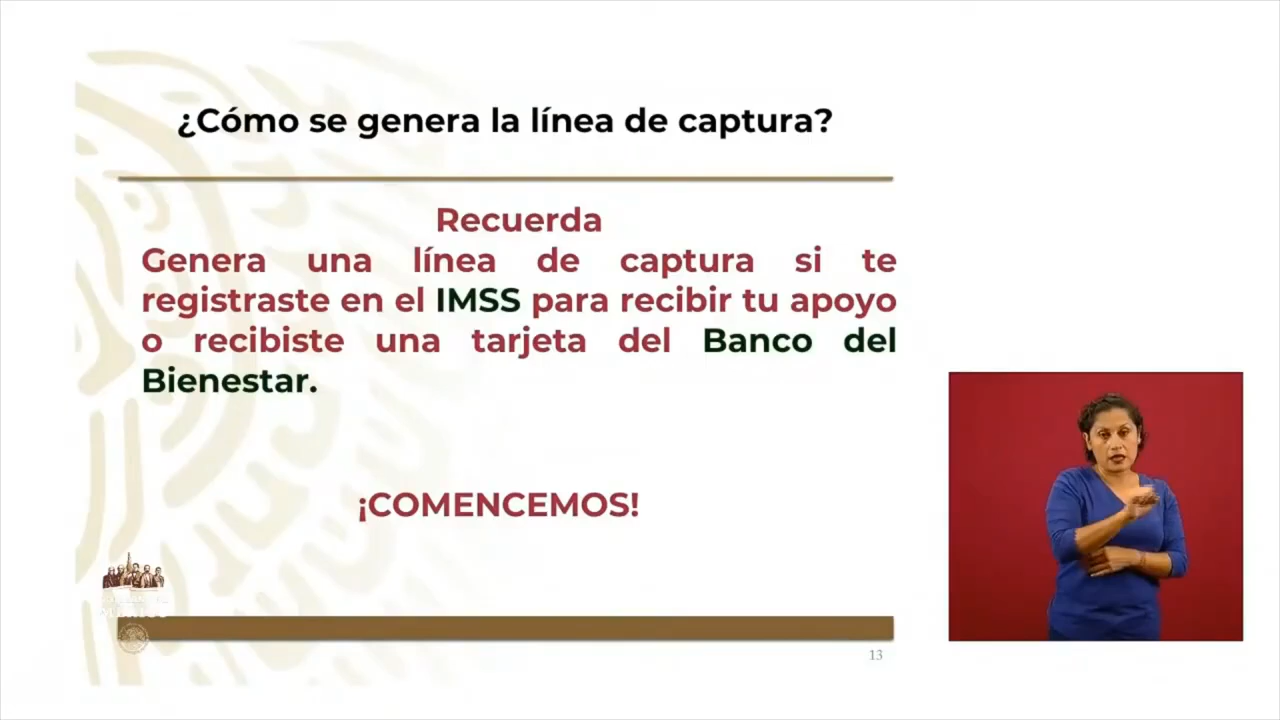 ¿Cómo se genera la línea de captura?
Recuerda
Genera una línea de captura si te
registraste en el IMSS para recibir tu apoyo
o recibiste una tarjeta del Banco del
Bienestar.
¡COMENCEMOS!
13